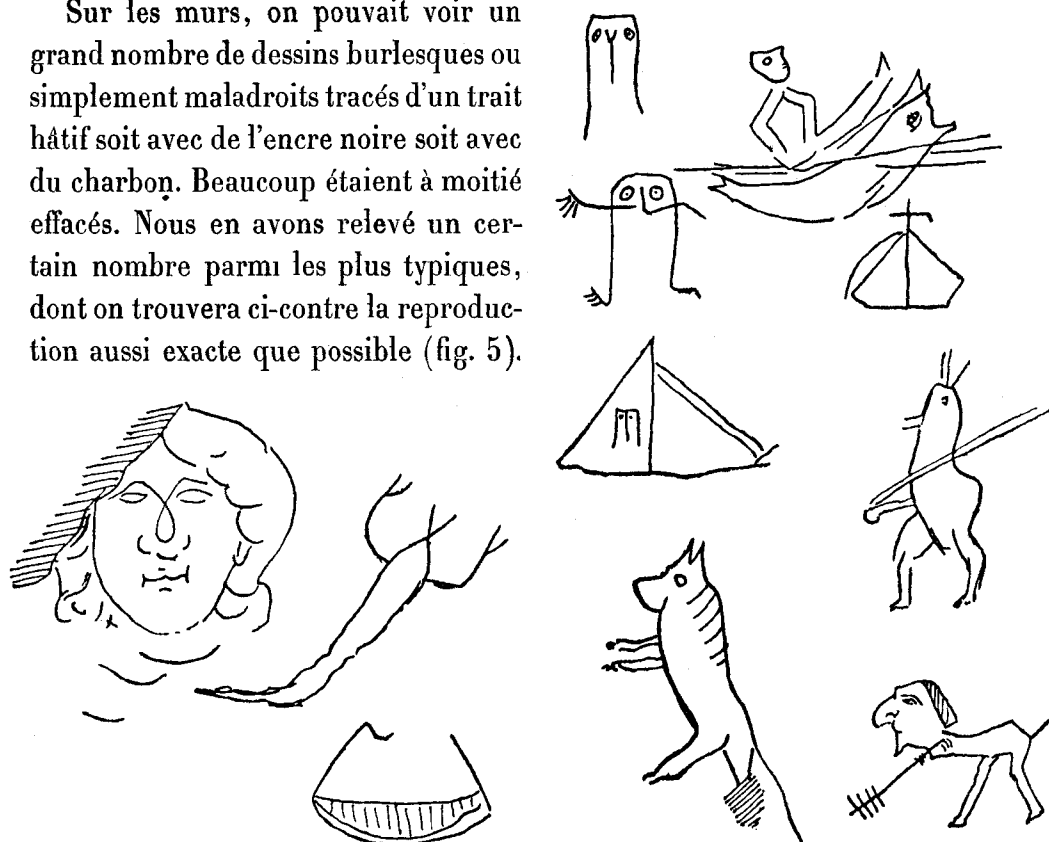 Sur les murs, on pouvait voir un
grand nombre de dessins burlesques ou
simplement maladroits tracés d'un trait
hâtif soit avec de l'encre noire soit avec
du charbon. Beaucoup étaient à moitié
effacés. Nous en avons relevé un cer-
tain nombre parmi les plus typiques,
dont on trouvera ci-contre la reproduc-
tion aussi exacte que possible (fig. 5).